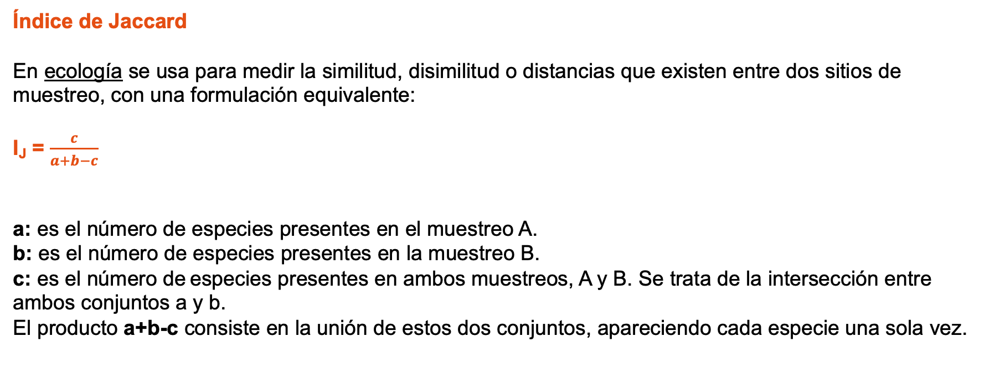 Índice de Jaccard
En ecología se usa para medir la similitud, disimilitud o distancias que existen entre dos sitios de
muestreo, con una formulación equivalente:
I_J = \frac{c}{a+b-c}
a: es el número de especies presentes en el muestreo A.
b: es el número de especies presentes en la muestreo B.
c: es el número de especies presentes en ambos muestreos, A y B. Se trata de la intersección entre
ambos conjuntos a y b.
El producto a+b-c consiste en la unión de estos dos conjuntos, apareciendo cada especie una sola vez.